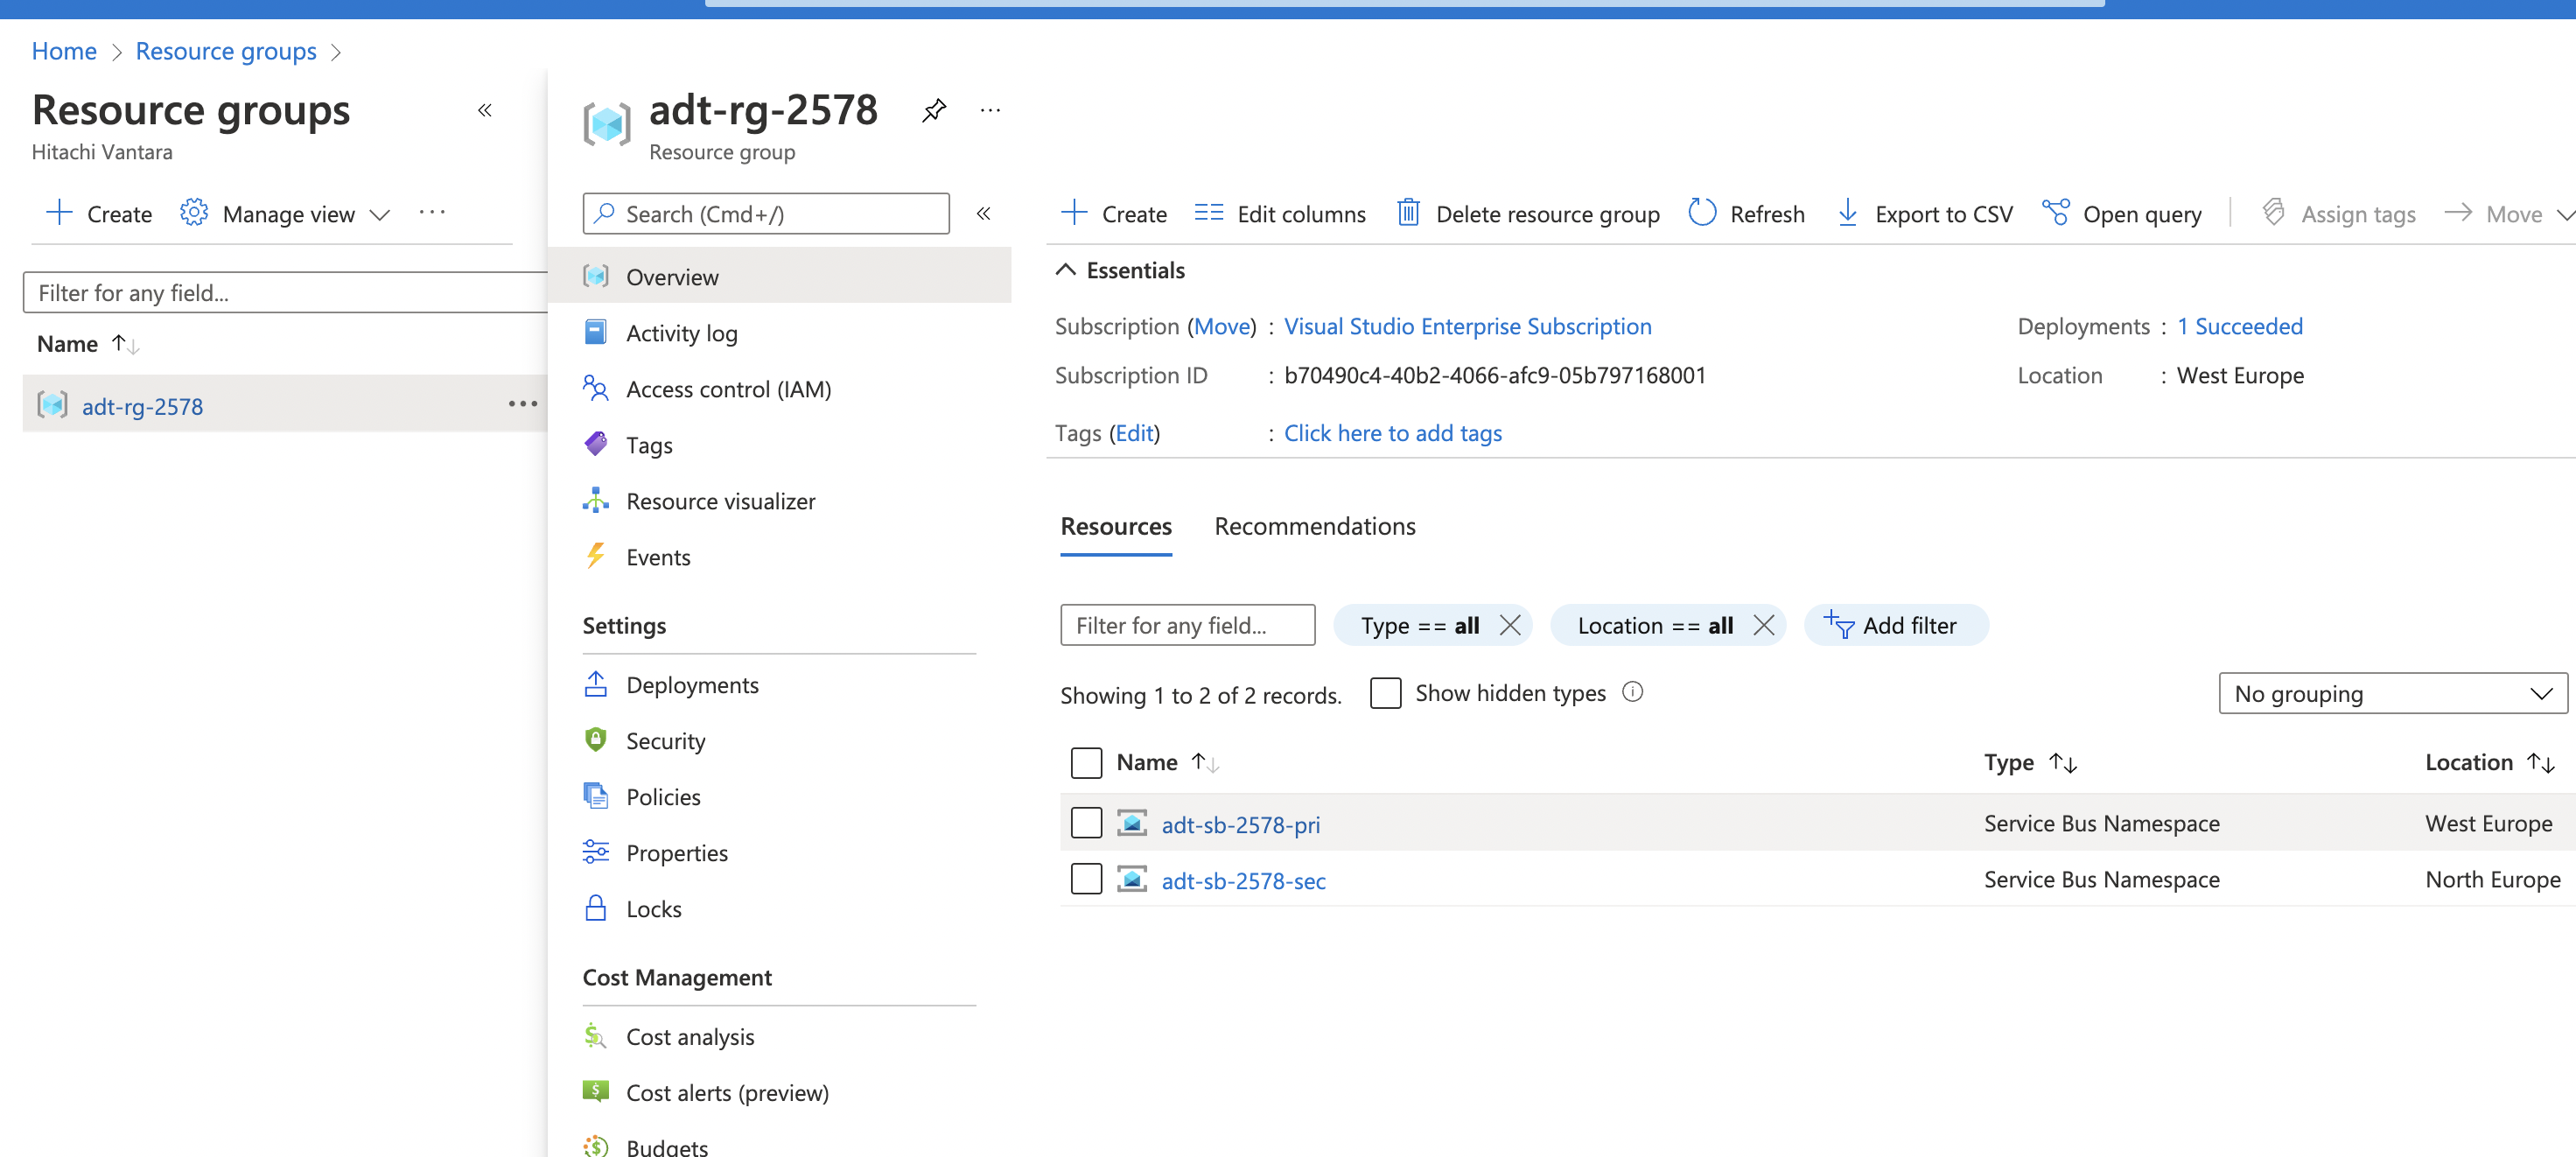 Home > Resource groups >
Resource groups
Hitachi Vantara
Create
Manage view
Filter for any field...
Name
adt-rg-2578
adt-rg-2578
Resource group
Search (Cmd+/)
Overview
Activity log
Access control (IAM)
Tags
Resource visualizer
Events
Settings
Deployments
Security
Policies
Properties
Locks
Cost Management
Cost analysis
Cost alerts (preview)
Budgets
Create
Edit columns
Delete resource group
Refresh
Export to CSV
Open query
Assign tags
Move
Essentials
Subscription (Move) : Visual Studio Enterprise Subscription
Subscription ID : b70490c4-40b2-4066-afc9-05b797168001
Tags (Edit) : Click here to add tags
Deployments : 1 Succeeded
Location : West Europe
Resources Recommendations
Filter for any field...
Type == all
Location == all
Add filter
Showing 1 to 2 of 2 records.
Show hidden types
No grouping
Name Type Location
adt-sb-2578-pri Service Bus Namespace West Europe
adt-sb-2578-sec Service Bus Namespace North Europe